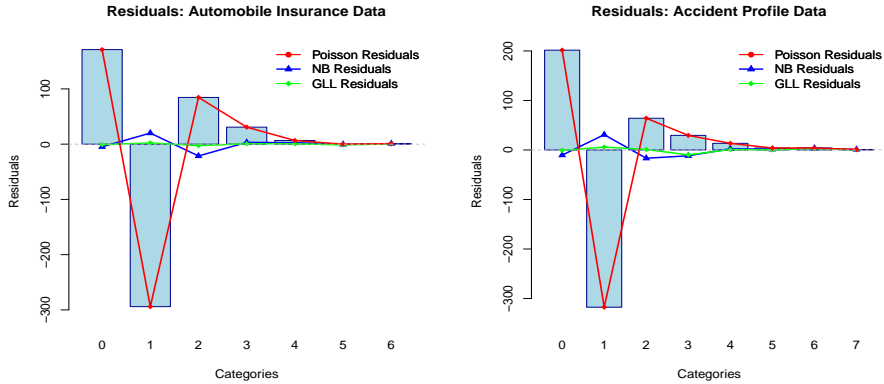 Residuals: Automobile Insurance Data
Poisson Residuals
NB Residuals
GLL Residuals
Residuals
100
0
-100
-200
-300
0 1 2 3 4 5 6
Categories
Residuals: Accident Profile Data
Poisson Residuals
NB Residuals
GLL Residuals
Residuals
200
100
0
-100
-200
-300
0 1 2 3 4 5 6 7
Categories